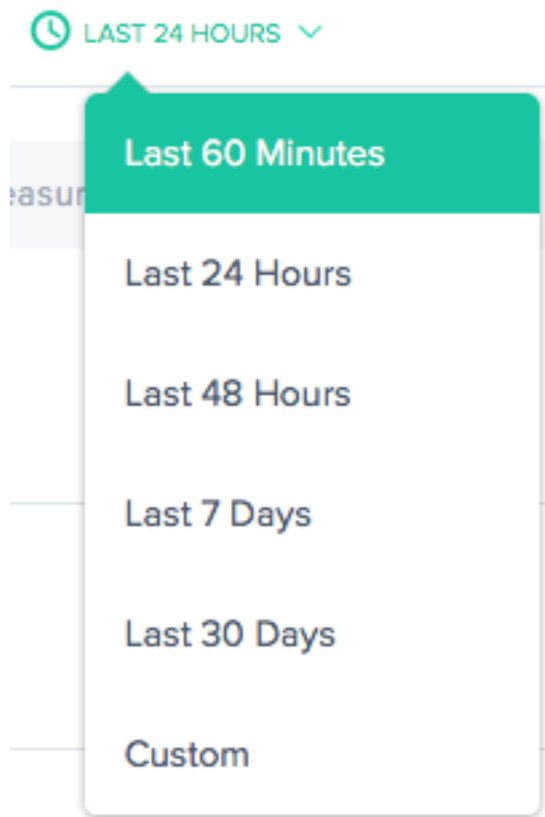 LAST 24 HOURS
Last 60 Minutes
Last 24 Hours
Last 48 Hours
Last 7 Days
Last 30 Days
Custom